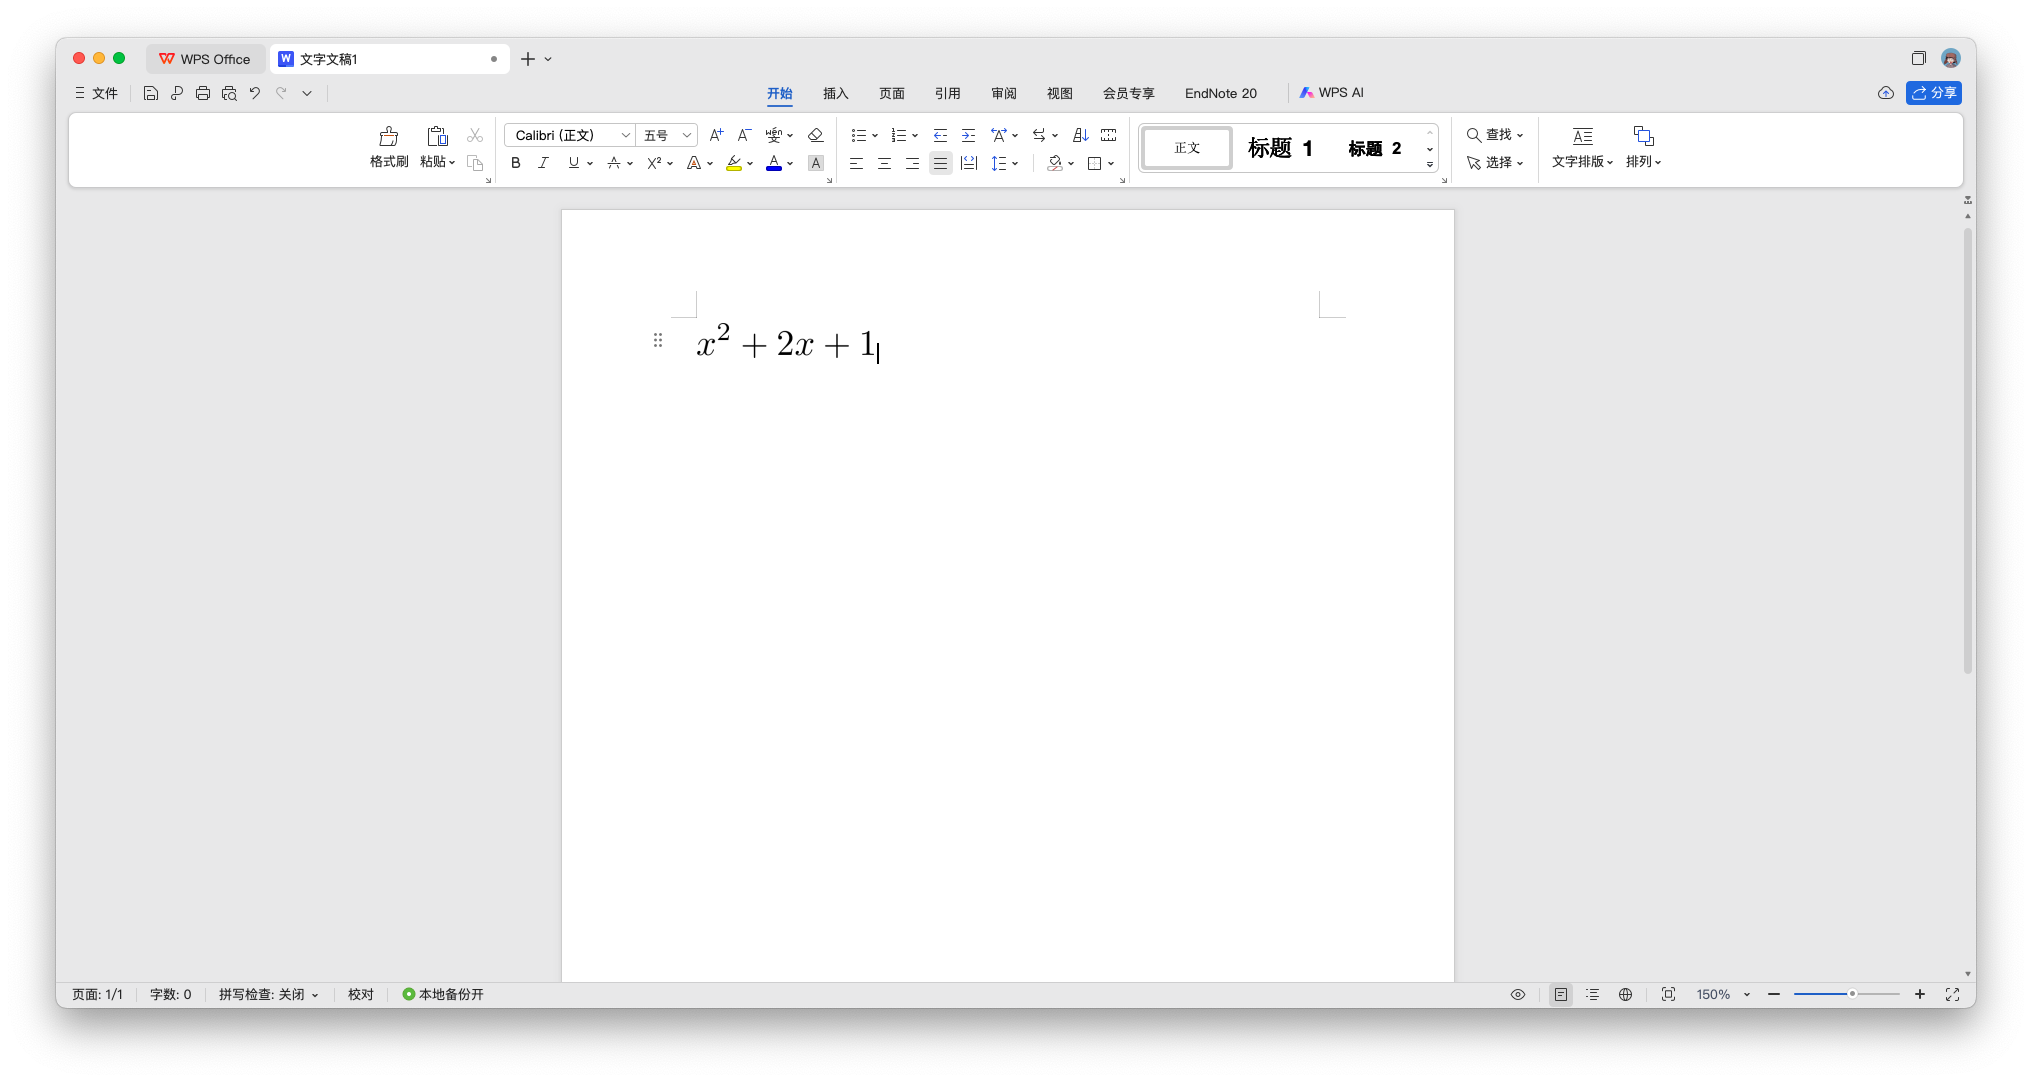 WPS Office 文字文稿1
文件 开始 插入 页面 引用 审阅 视图 会员专享 EndNote 20 WPS AI 分享
Calibri (正文) 五号 查找
格式刷 粘贴 正文 标题 1 标题 2 选择 文字排版 排列
x² + 2x + 1
页面: 1/1 字数: 0 拼写检查: 关闭 校对 本地备份开 150%